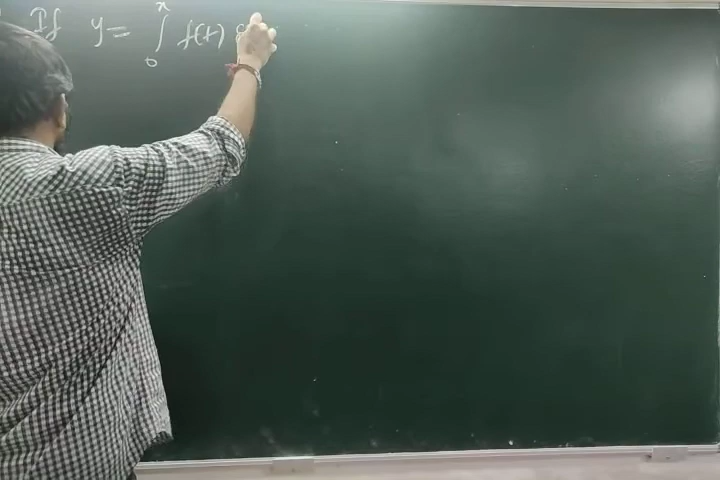 If y = ∫₀ˣ f(t)